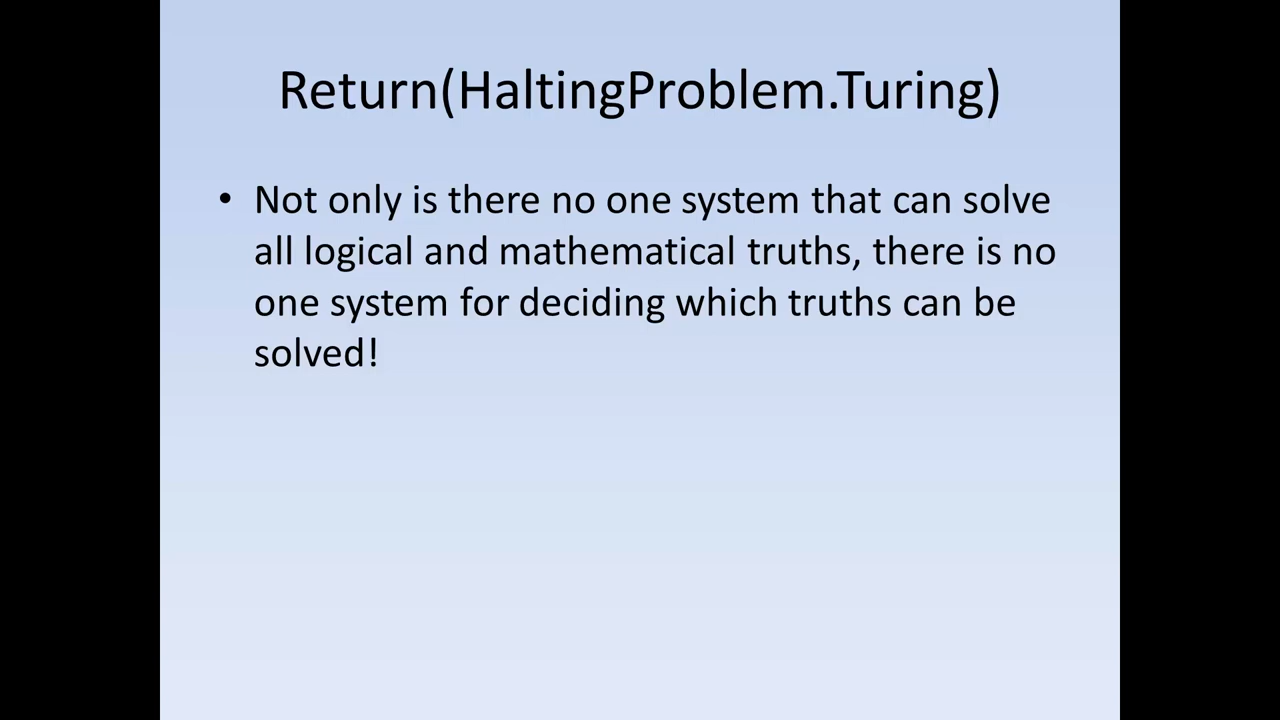 Return(HaltingProblem.Turing)
• Not only is there no one system that can solve
all logical and mathematical truths, there is no
one system for deciding which truths can be
solved!